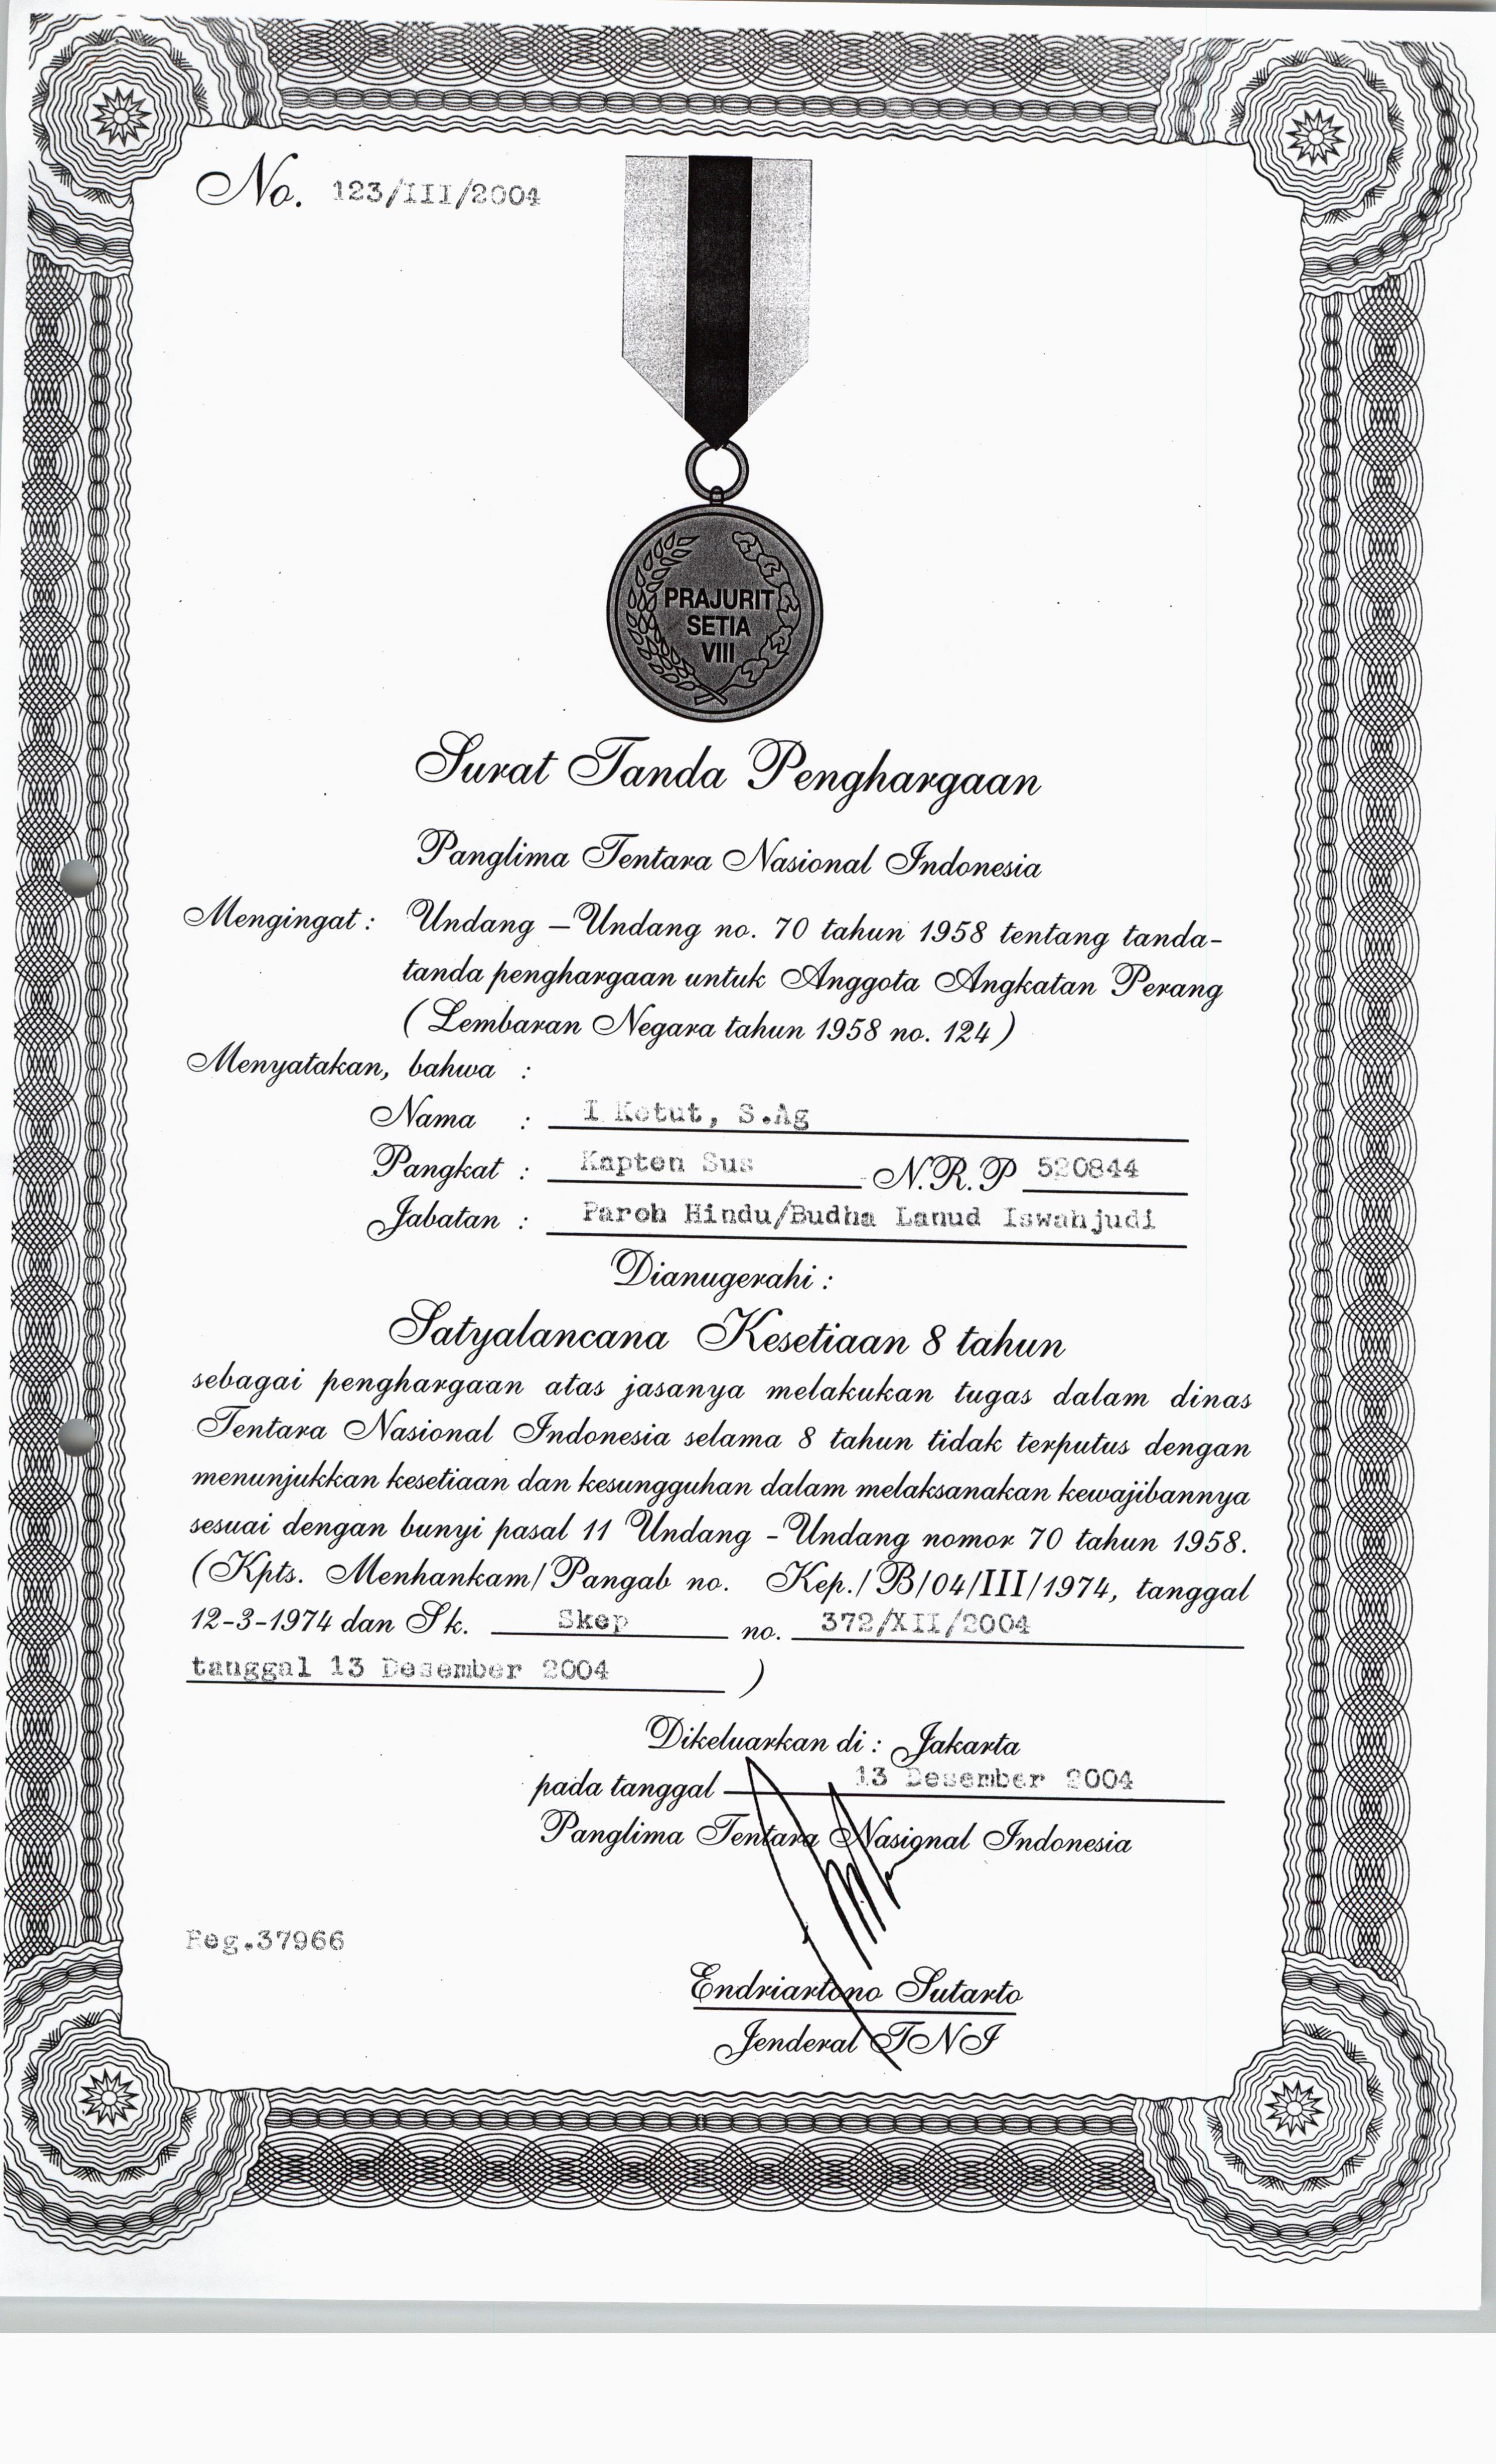 No. 123/III/2004
PRAJURIT
SETIA
VIII
Surat Tanda Penghargaan
Panglima Tentara Nasional Indonesia
Mengingat : Undang – Undang no. 70 tahun 1958 tentang tanda-
tanda penghargaan untuk Anggota Angkatan Perang
( Lembaran Negara tahun 1958 no. 124 )
Menyatakan, bahwa :
Nama : I Ketut, S.Ag
Pangkat : Kapten Sus N.R.P 520844
Jabatan : Paroh Hindu/Budha Lanud Iswahjudi
Dianugerahi :
Satyalancana Kesetiaan 8 tahun
sebagai penghargaan atas jasanya melakukan tugas dalam dinas
Tentara Nasional Indonesia selama 8 tahun tidak terputus dengan
menunjukkan kesetiaan dan kesungguhan dalam melaksanakan kewajibannya
sesuai dengan bunyi pasal 11 Undang - Undang nomor 70 tahun 1958.
(Kpts. Menhankam/Pangab no. Kep./B/04/III/1974, tanggal
12-3-1974 dan Sk. Skep no. 372/XII/2004
tanggal 13 Desember 2004 )
Dikeluarkan di : Jakarta
pada tanggal 13 Desember 2004
Panglima Tentara Nasional Indonesia
Reg.37966
Endriartono Sutarto
Jenderal TNI